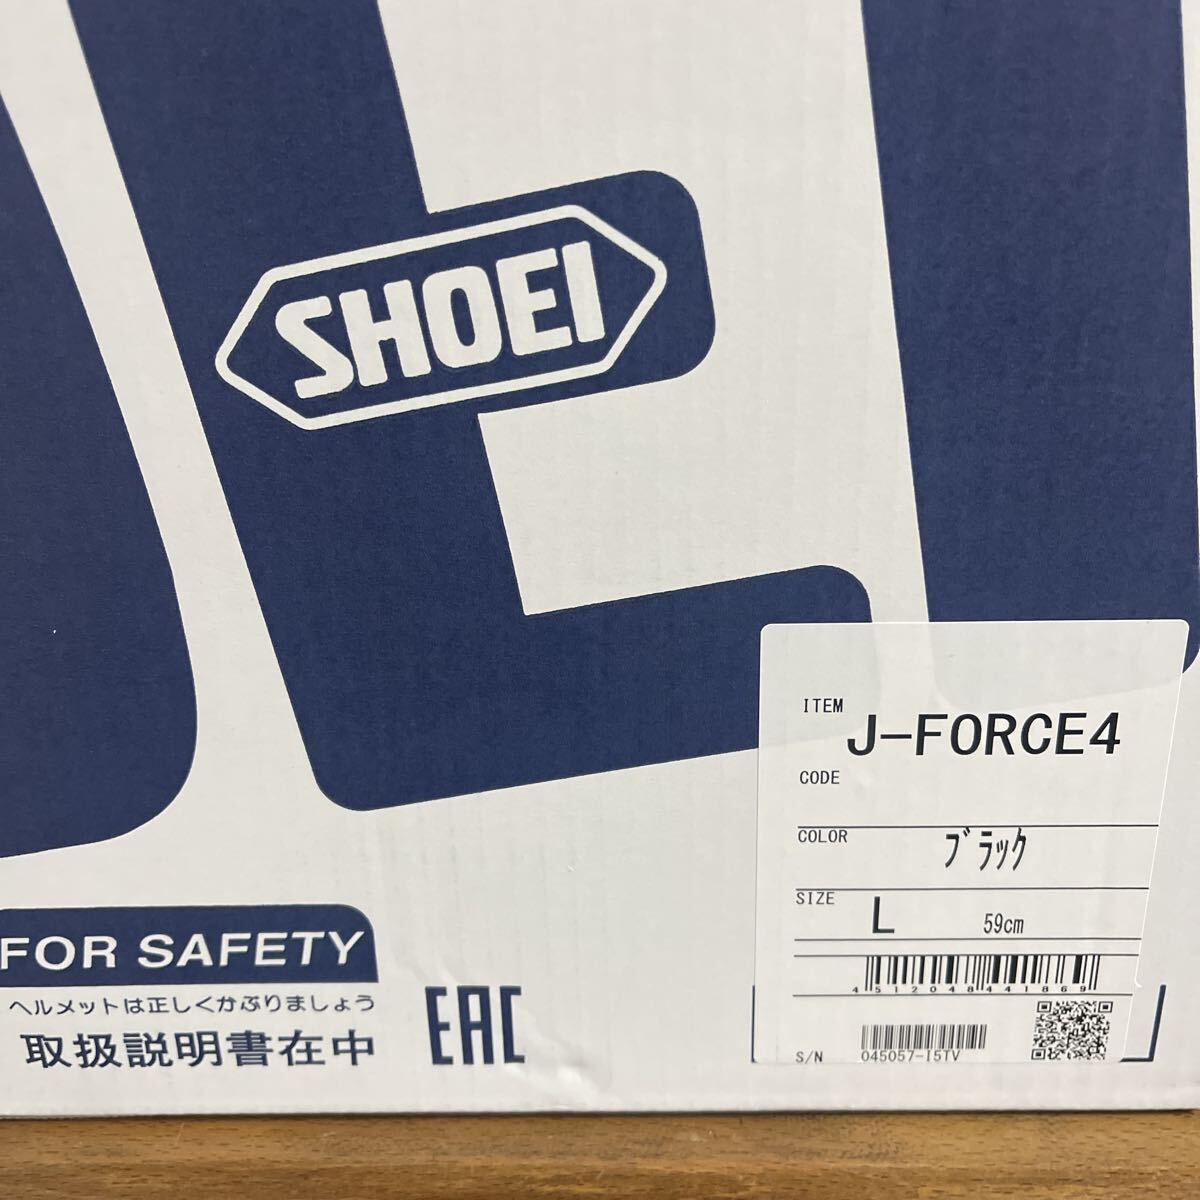 SHOEI
ITEM J-FORCE4
CODE
COLOR ブラック
SIZE L 59cm
4512048441869
S/N 045057-I5TV
FOR SAFETY
ヘルメットは正しくかぶりましょう
取扱説明書在中
EAC